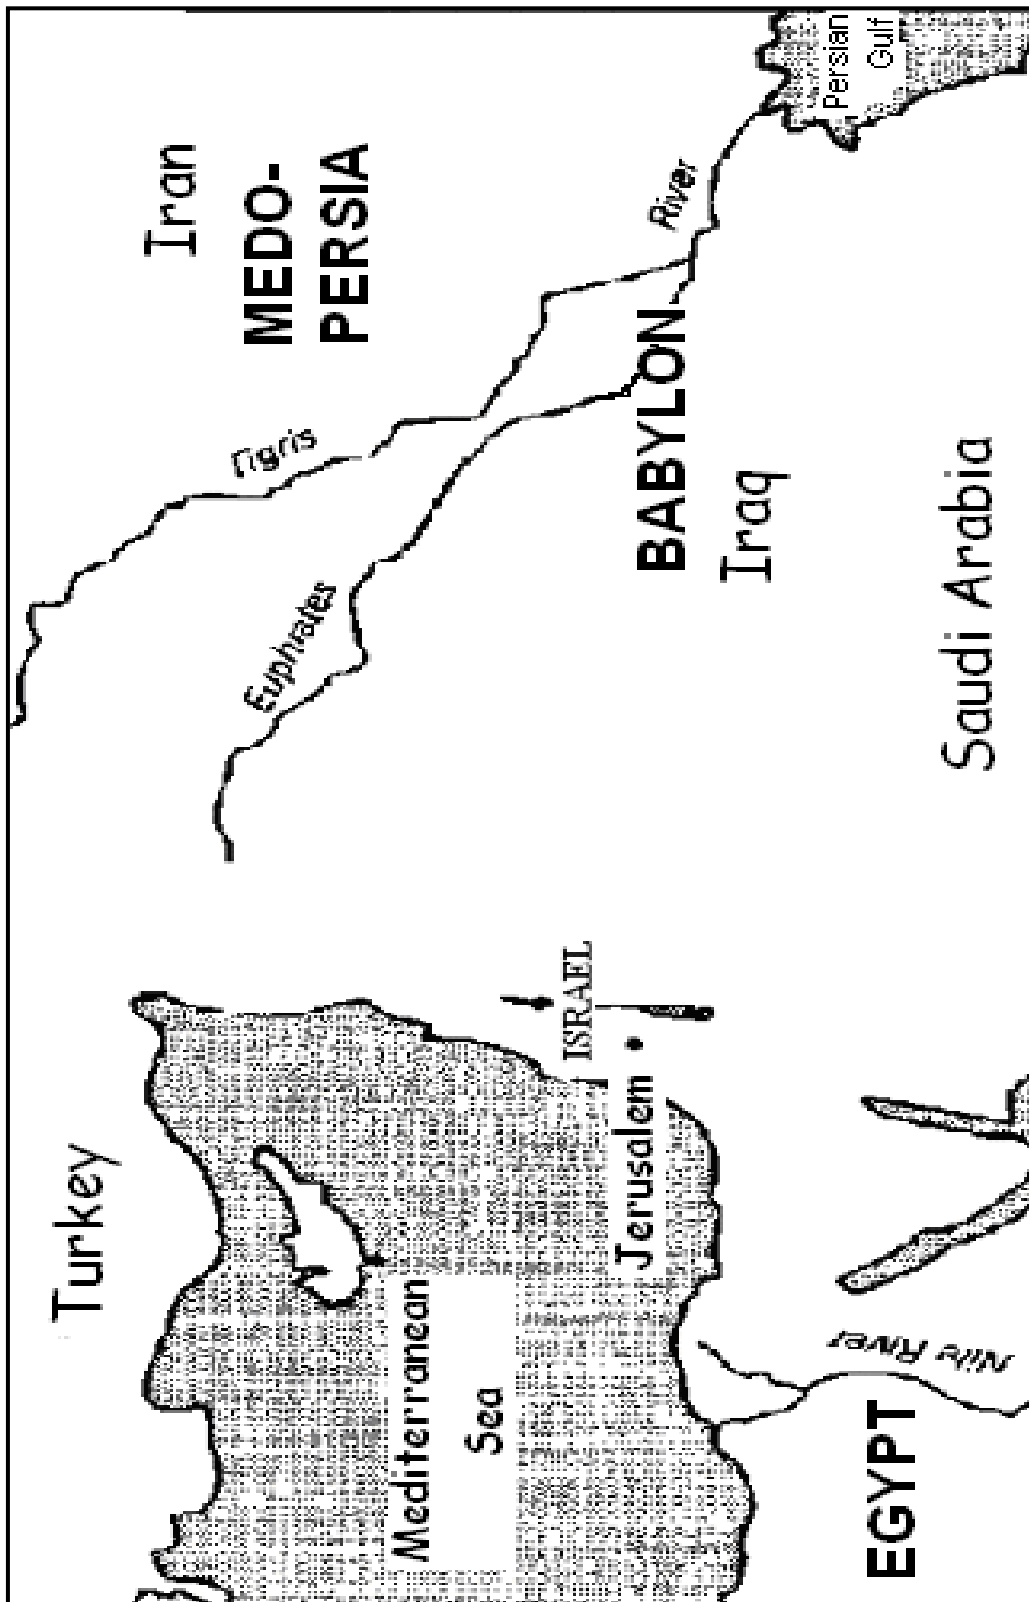 Turkey
Iran
MEDO-
PERSIA
Tigris
Euphrates
Mediterranean
Sea
ISRAEL
Jerusalem
BABYLON
River
Iraq
Persian
Gulf
Nile River
EGYPT
Saudi Arabia